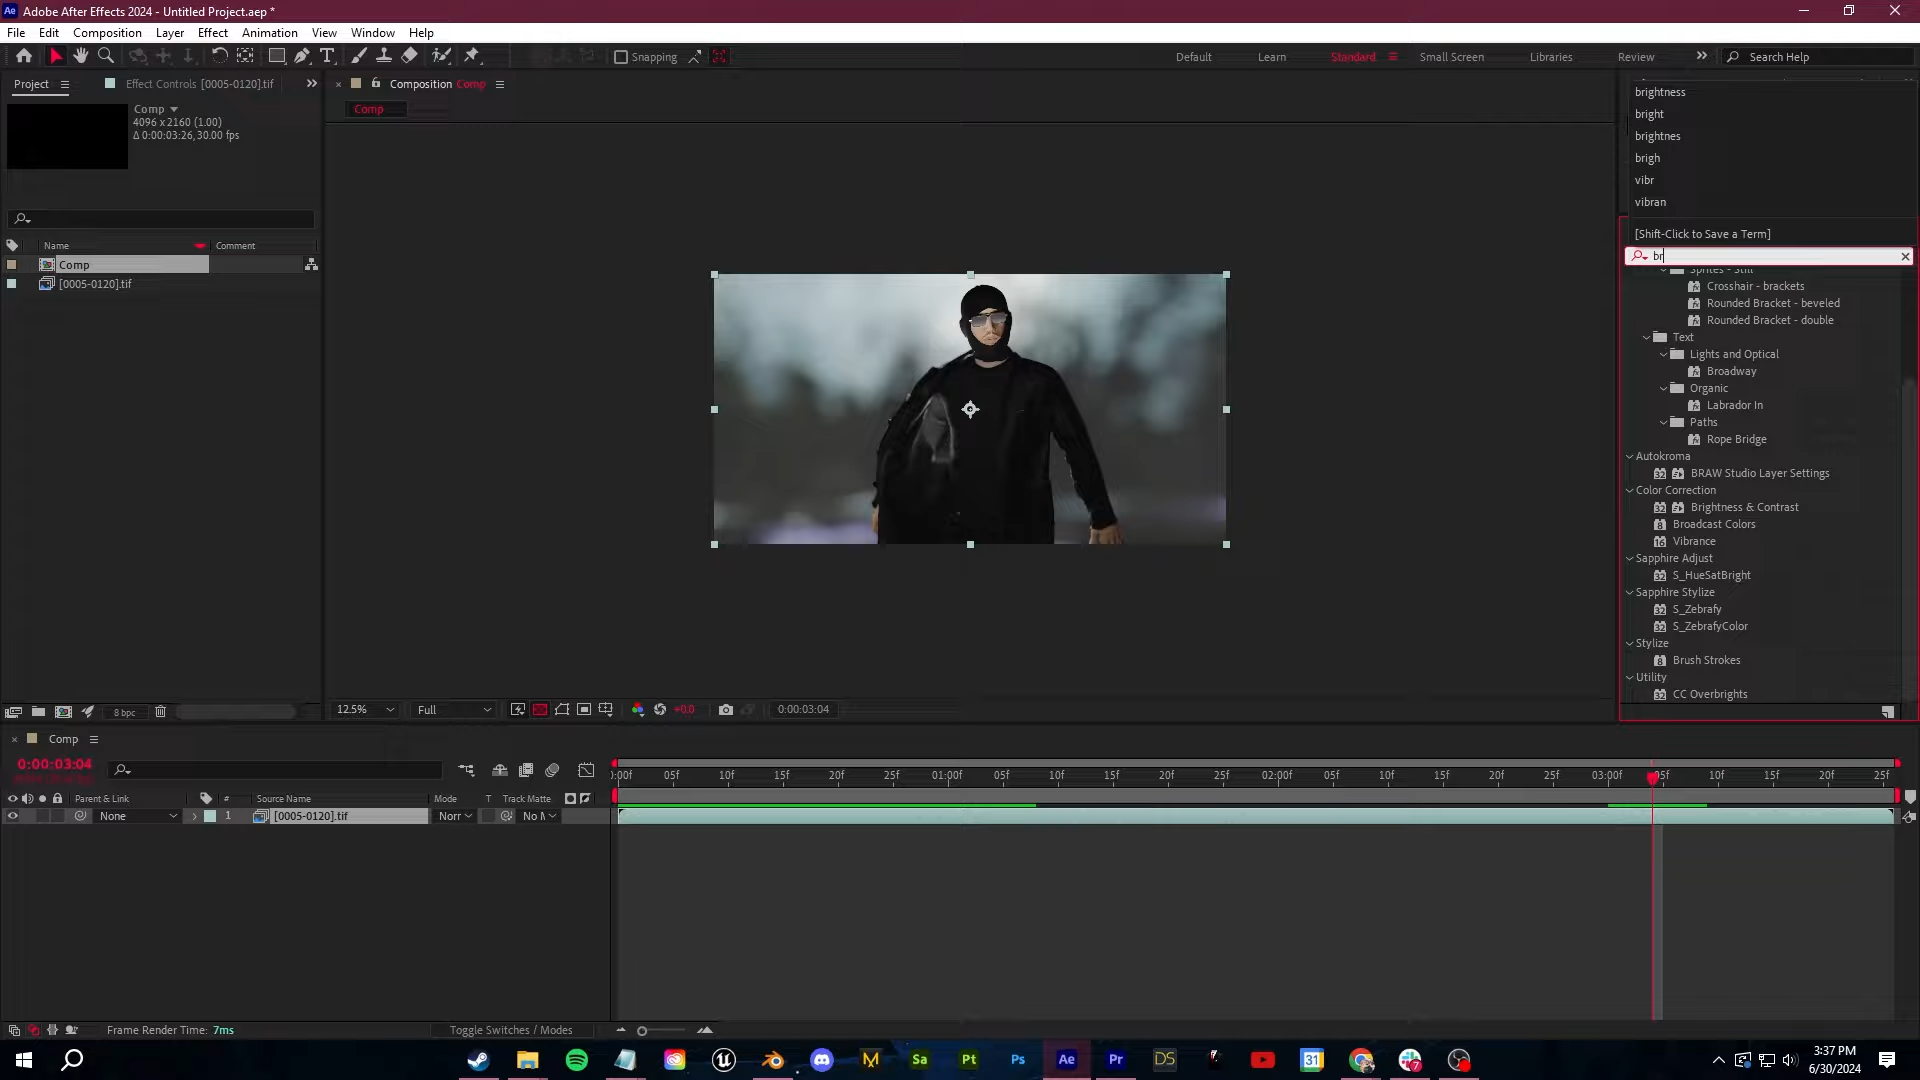 Adobe After Effects 2024 - Untitled Project.aep *
File Edit Composition Layer Effect Animation View Window Help
Snapping
Default Learn Standard Small Screen Libraries Review Search Help
Project Effect Controls [0005-0120].tif
Comp
4096 x 2160 (1.00)
Δ 0:00:03:26, 30.00 fps
Name Comment
Comp
[0005-0120].tif
8 bpc
Composition Comp
Comp
12.5% Full +0.0 0:00:03:04
brightness
bright
brightnes
brigh
vibr
vibran
[Shift-Click to Save a Term]
br
Sprites - Still
Crosshair - brackets
Rounded Bracket - beveled
Rounded Bracket - double
Text
Lights and Optical
Broadway
Organic
Labrador In
Paths
Rope Bridge
Autokroma
BRAW Studio Layer Settings
Color Correction
Brightness & Contrast
Broadcast Colors
Vibrance
Sapphire Adjust
S_HueSatBright
Sapphire Stylize
S_Zebrafy
S_ZebrafyColor
Stylize
Brush Strokes
Utility
CC Overbrights
Comp
0:00:03:04
):00f 05f 10f 15f 20f 25f 01:00f 05f 10f 15f 20f 25f 02:00f 05f 10f 15f 20f 25f 03:00f 05f 10f 15f 20f 25f
Parent & Link # Source Name Mode T Track Matte
None 1 [0005-0120].tif Norr No M
Frame Render Time: 7ms
Toggle Switches / Modes
Sa Pt Ps Ae Pr DS 31 7
3:37 PM
6/30/2024